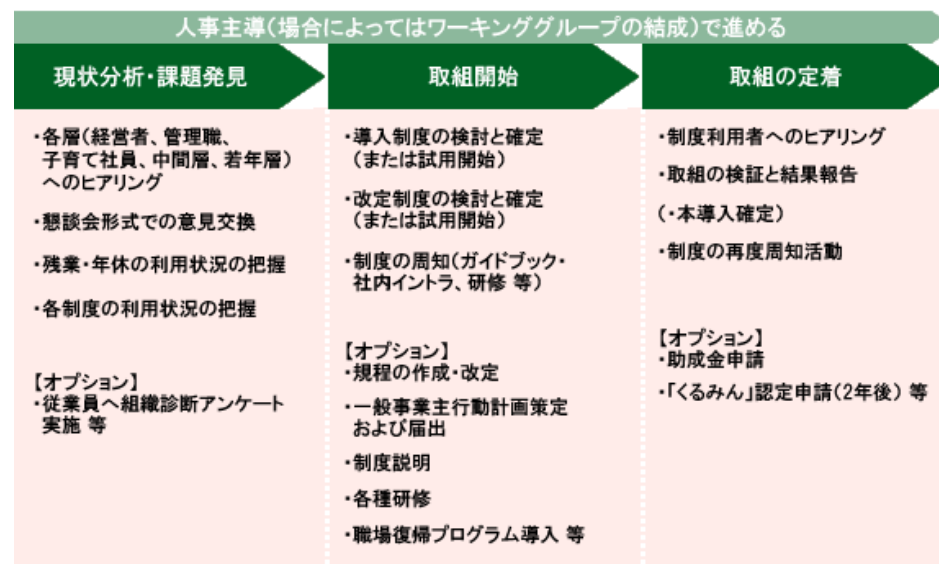 人事主導(場合によってはワーキンググループの結成)で進める
現状分析・課題発見
・各層(経営者、管理職、
子育て社員、中間層、若年層)
へのヒアリング
・懇談会形式での意見交換
・残業・年休の利用状況の把握
・各制度の利用状況の把握
【オプション】
・従業員へ組織診断アンケート
実施 等
取組開始
・導入制度の検討と確定
(または試用開始)
・改定制度の検討と確定
(または試用開始)
・制度の周知(ガイドブック・
社内イントラ、研修 等)
【オプション】
・規程の作成・改定
・一般事業主行動計画策定
および届出
・制度説明
・各種研修
・職場復帰プログラム導入 等
取組の定着
・制度利用者へのヒアリング
・取組の検証と結果報告
(・本導入確定)
・制度の再度周知活動
【オプション】
・助成金申請
・「くるみん」認定申請(2年後) 等